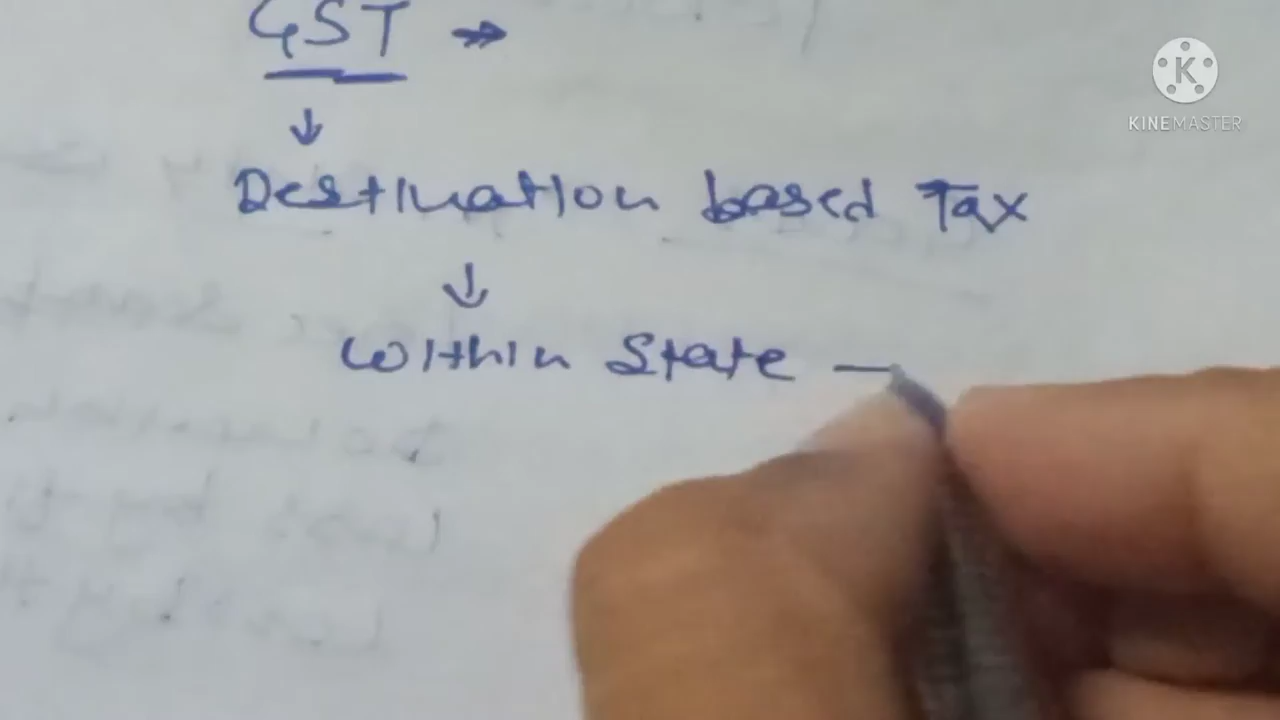 GST ->>
↓
Destination based Tax
↓
Within State —
KINEMASTER